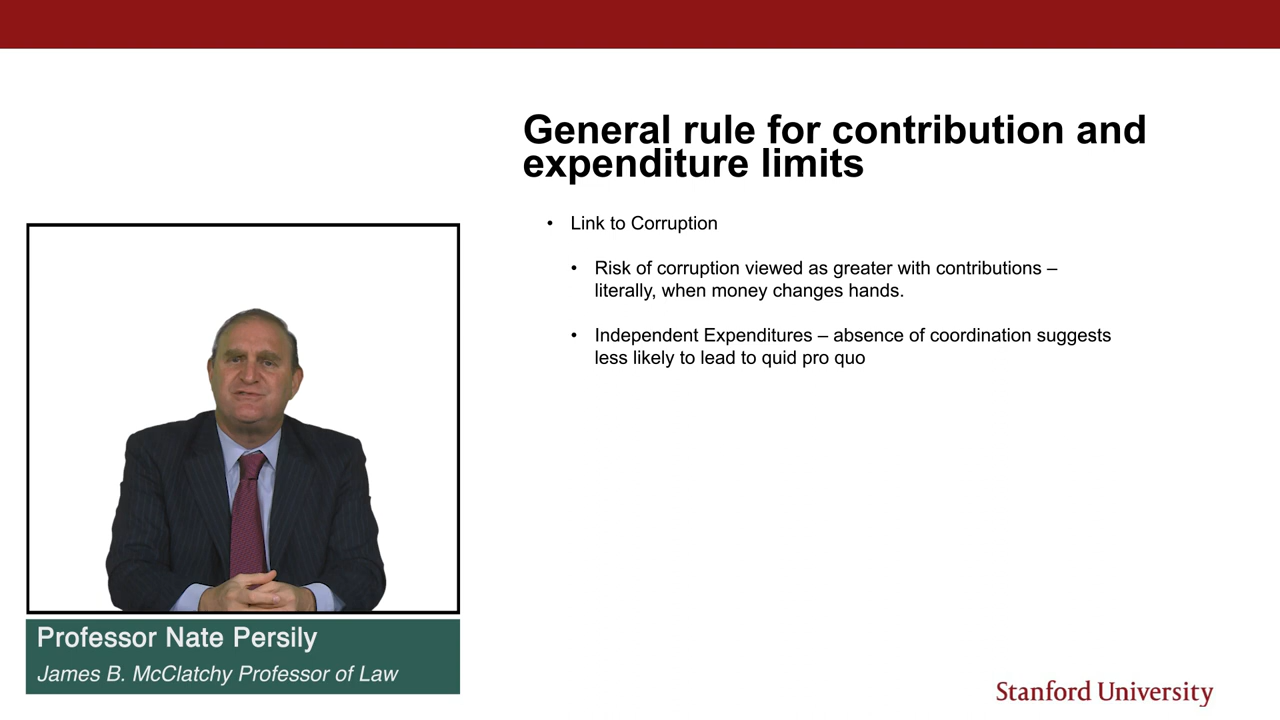 General rule for contribution and
expenditure limits
• Link to Corruption
• Risk of corruption viewed as greater with contributions –
literally, when money changes hands.
• Independent Expenditures – absence of coordination suggests
less likely to lead to quid pro quo
Professor Nate Persily
James B. McClatchy Professor of Law
Stanford University